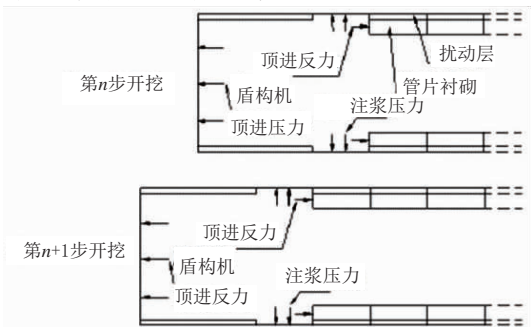 扰动层
顶进反力
管片衬砌
第n步开挖
盾构机
注浆压力
顶进压力
顶进反力
第n+1步开挖
盾构机
注浆压力
顶进反力